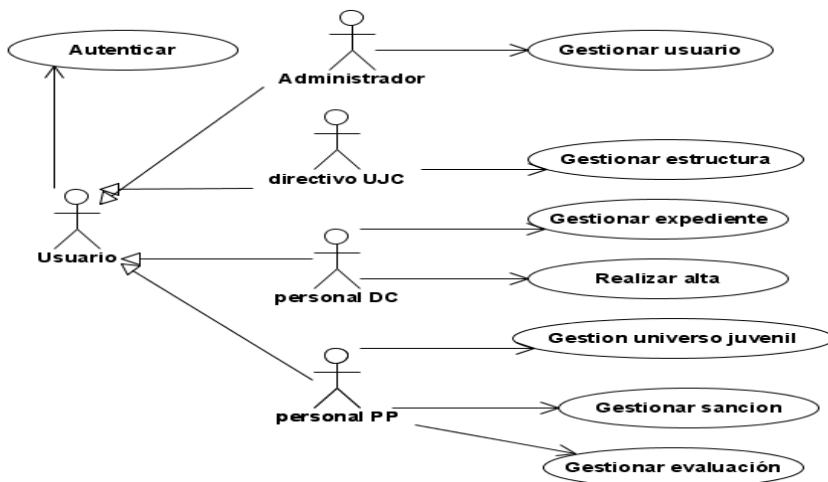 Autenticar
Administrador
Gestionar usuario
directivo UJC
Gestionar estructura
Usuario
Gestionar expediente
personal DC
Realizar alta
Gestion universo juvenil
personal PP
Gestionar sancion
Gestionar evaluación